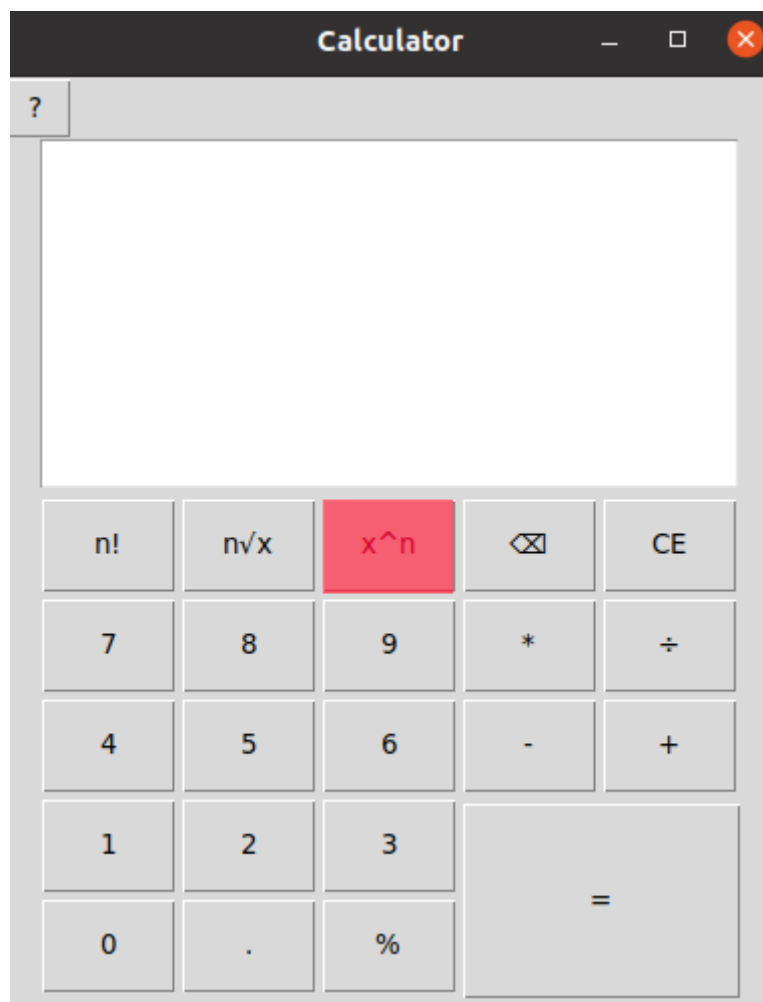 Calculator
?
n! n√x x^n ⌫ CE
7 8 9 * ÷
4 5 6 - +
1 2 3
=
0 . %